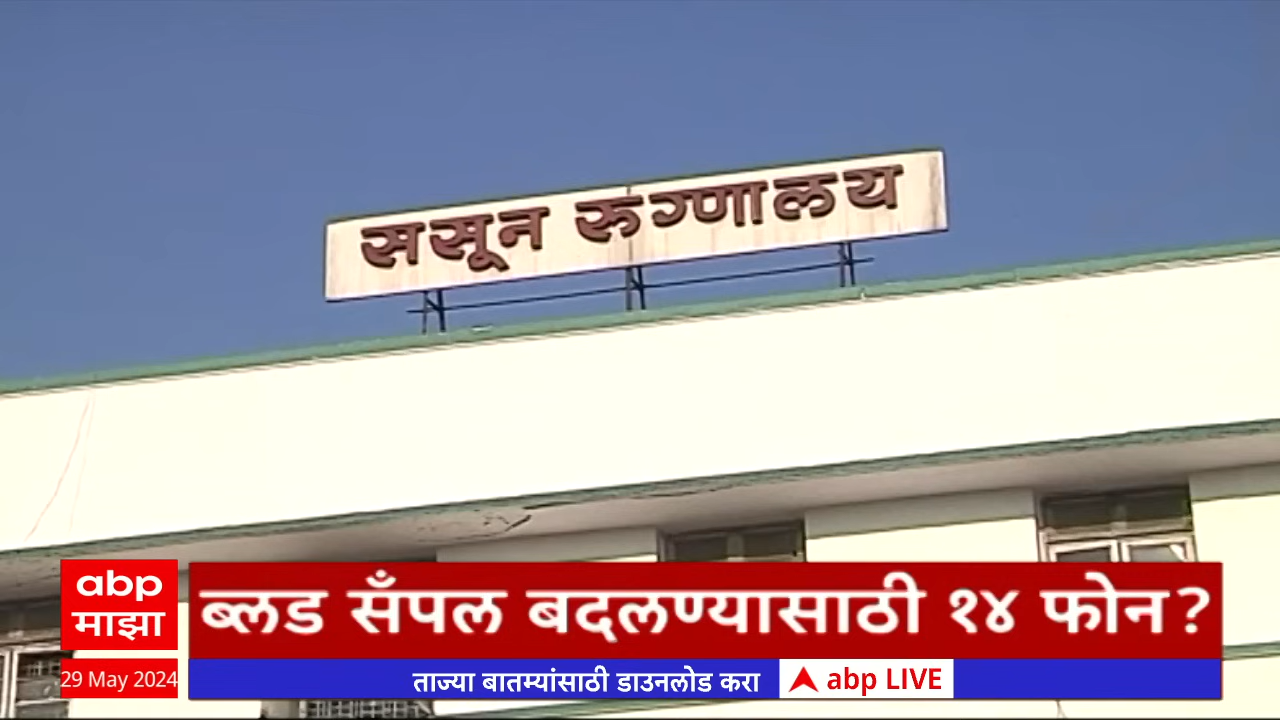 ससून रुग्णालय
abp
माझा
ब्लड सँपल बदलण्यासाठी १४ फोन?
29 May 2024
ताज्या बातम्यांसाठी डाउनलोड करा abp LIVE